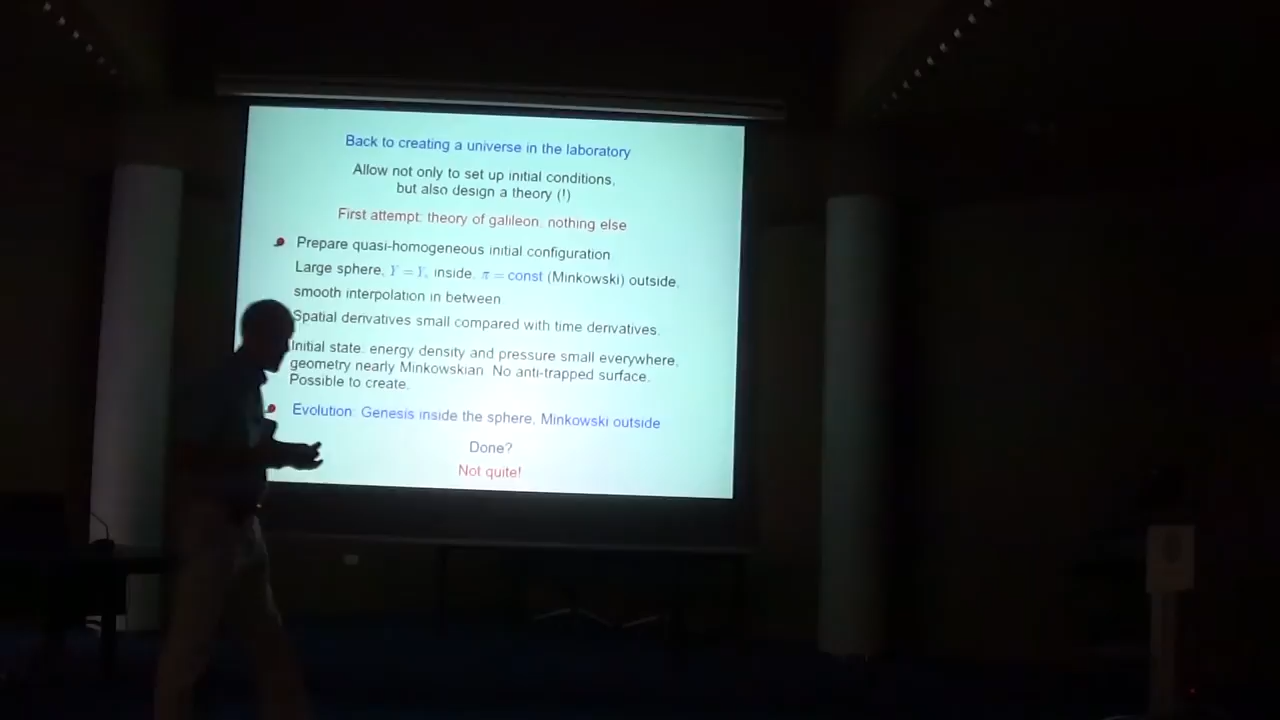 Back to creating a universe in the laboratory
Allow not only to set up initial conditions,
but also design a theory (!)
First attempt: theory of galileon, nothing else
Prepare quasi-homogeneous initial configuration
Large sphere, Y = Y* inside, π = const (Minkowski) outside,
smooth interpolation in between
Spatial derivatives small compared with time derivatives.
Initial state: energy density and pressure small everywhere,
geometry nearly Minkowskian. No anti-trapped surface.
Possible to create.
Evolution: Genesis inside the sphere, Minkowski outside
Done?
Not quite!